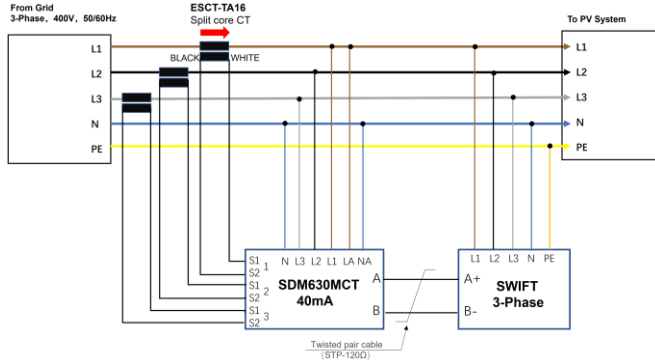 From Grid
3-Phase, 400V, 50/60Hz
ESCT-TA16
Split core CT
To PV System
L1
BLACK
WHITE
L1
L2
L2
L3
L3
N
N
PE
PE
S1 1
S2
S1 2
S2
S1 3
S2
N L3 L2 L1 LA NA
SDM630MCT
40mA
A
B
L1 L2 L3 N PE
A+
B-
SWIFT
3-Phase
Twisted pair cable
(STP-120Ω)